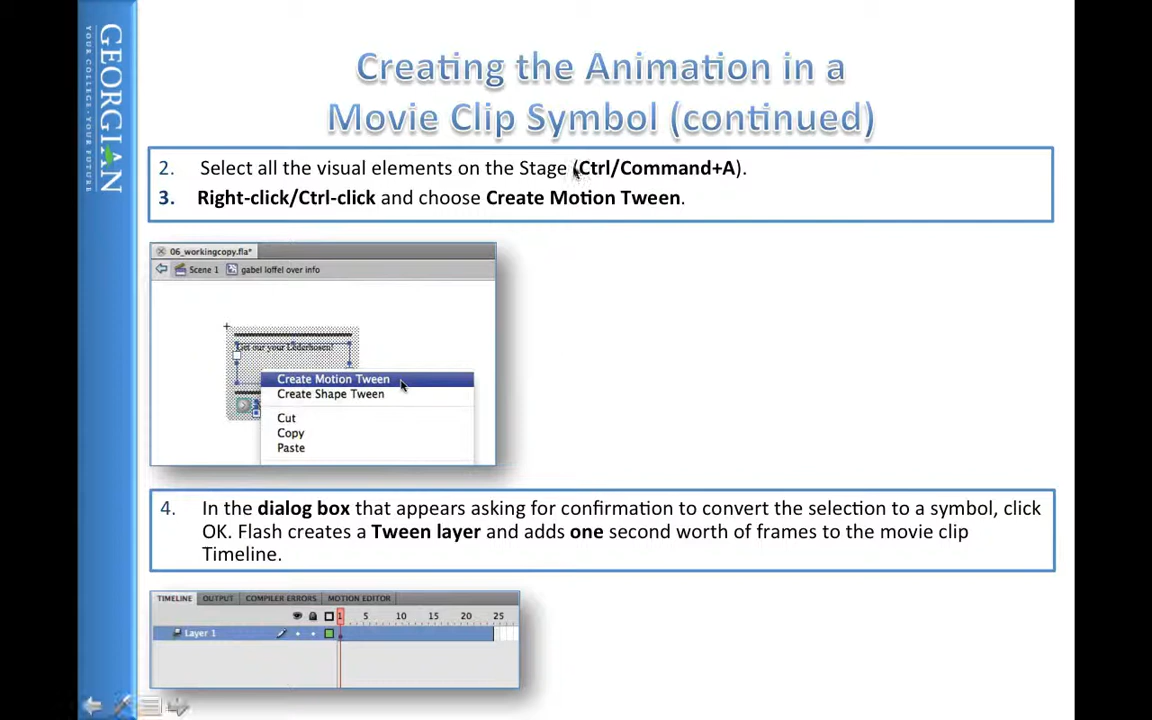 GEORGIAN
YOUR COLLEGE · YOUR FUTURE
Creating the Animation in a
Movie Clip Symbol (continued)
2. Select all the visual elements on the Stage (Ctrl/Command+A).
3. Right-click/Ctrl-click and choose Create Motion Tween.
06_workingcopy.fla*
Scene 1 gabel loffel over info
Get our your Lederhosen!
Create Motion Tween
Create Shape Tween
Cut
Copy
Paste
4. In the dialog box that appears asking for confirmation to convert the selection to a symbol, click
OK. Flash creates a Tween layer and adds one second worth of frames to the movie clip
Timeline.
TIMELINE OUTPUT COMPILER ERRORS MOTION EDITOR
1 5 10 15 20 25
Layer 1